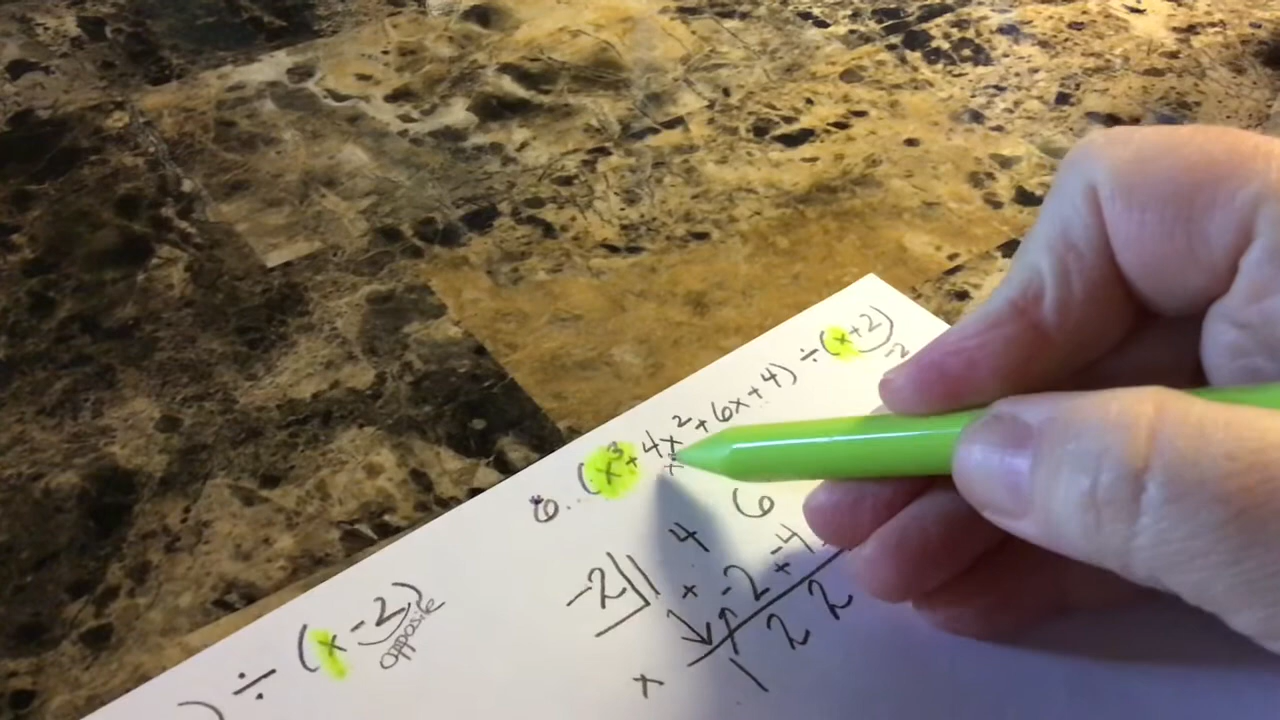 6. (x³+4x²+6x+4)÷(x+2)
-2
-2 1 4 6
+ -2 + -4
x 1 2 2
) ÷ (x-2)
opposite